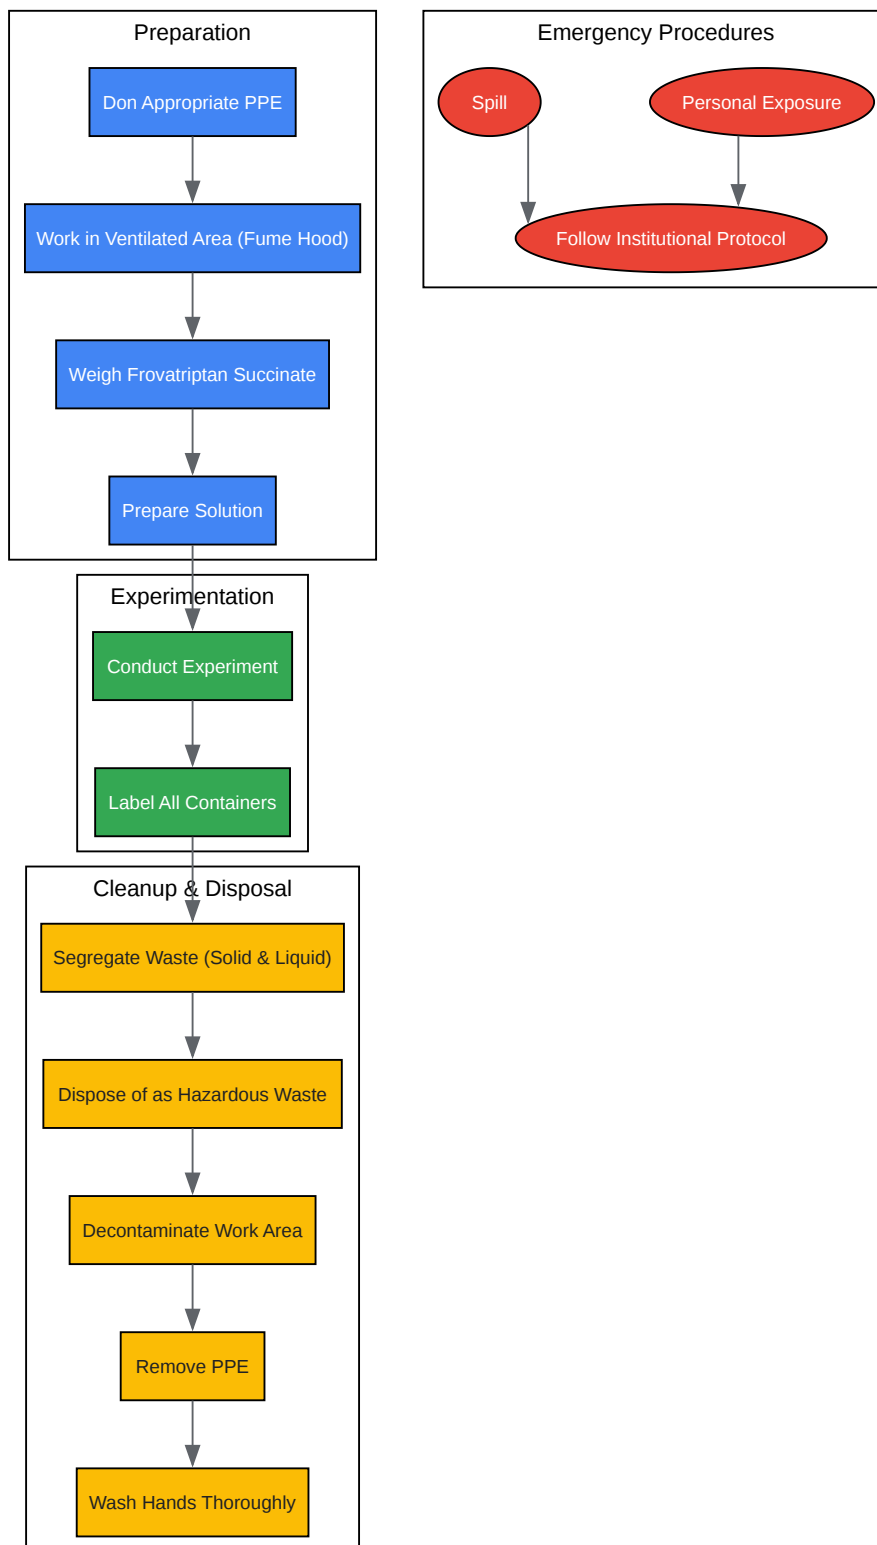 Preparation
Don Appropriate PPE
Work in Ventilated Area (Fume Hood)
Weigh Frovatriptan Succinate
Prepare Solution
Experimentation
Conduct Experiment
Label All Containers
Cleanup & Disposal
Segregate Waste (Solid & Liquid)
Dispose of as Hazardous Waste
Decontaminate Work Area
Remove PPE
Wash Hands Thoroughly
Emergency Procedures
Spill
Personal Exposure
Follow Institutional Protocol